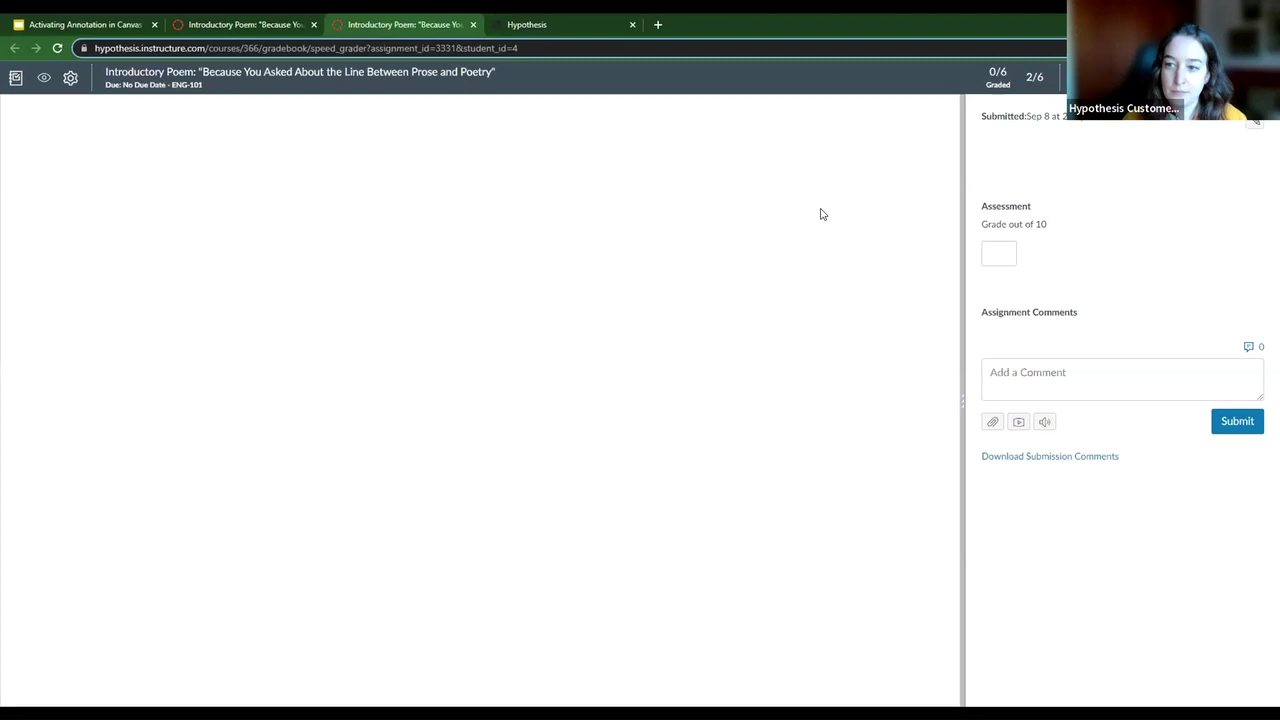 Activating Annotation in Canvas
Introductory Poem: "Because Yo
Introductory Poem: "Because Yo
Hypothesis
hypothesis.instructure.com/courses/366/gradebook/speed_grader?assignment_id=3331&student_id=4
Introductory Poem: "Because You Asked About the Line Between Prose and Poetry"
Due: No Due Date - ENG-101
0/6
Graded
2/6
Hypothesis Custome...
Submitted:Sep 8 at 2
Assessment
Grade out of 10
Assignment Comments
0
Add a Comment
Submit
Download Submission Comments